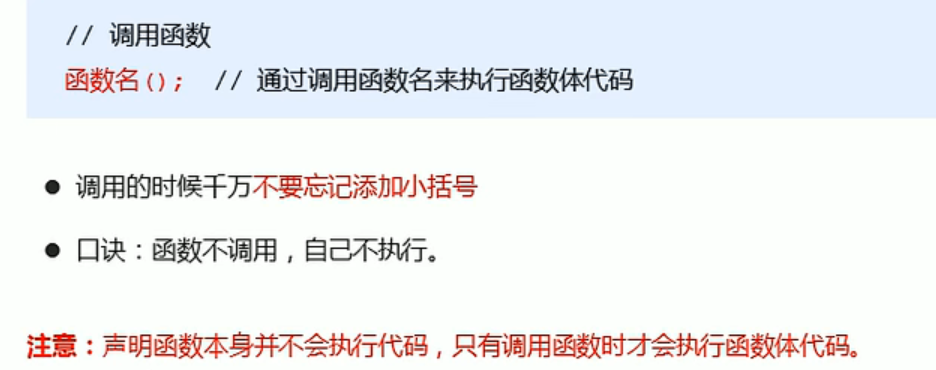 // 调用函数
函数名(); // 通过调用函数名来执行函数体代码
● 调用的时候千万不要忘记添加小括号
● 口诀：函数不调用，自己不执行。
注意：声明函数本身并不会执行代码，只有调用函数时才会执行函数体代码。